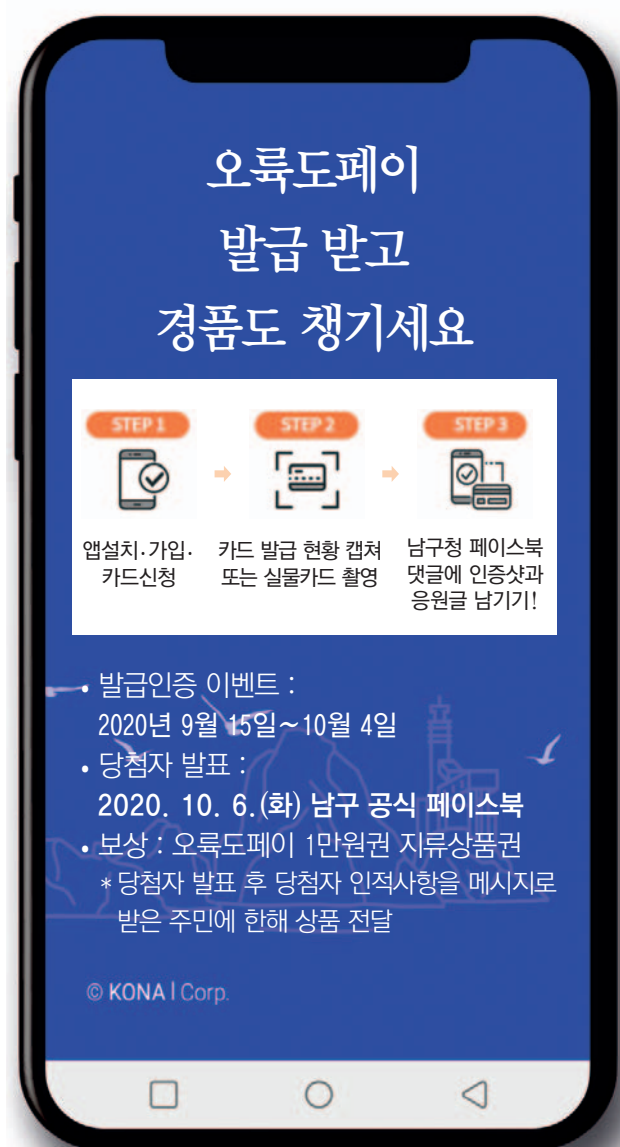 오륙도페이
발급 받고
경품도 챙기세요
STEP 1
STEP 2
STEP 3
앱설치·가입·
카드신청
카드 발급 현황 캡쳐
또는 실물카드 촬영
남구청 페이스북
댓글에 인증샷과
응원글 남기기!
• 발급인증 이벤트 :
2020년 9월 15일~10월 4일
• 당첨자 발표 :
2020. 10. 6.(화) 남구 공식 페이스북
• 보상 : 오륙도페이 1만원권 지류상품권
* 당첨자 발표 후 당첨자 인적사항을 메시지로
받은 주민에 한해 상품 전달
© KONA I Corp.